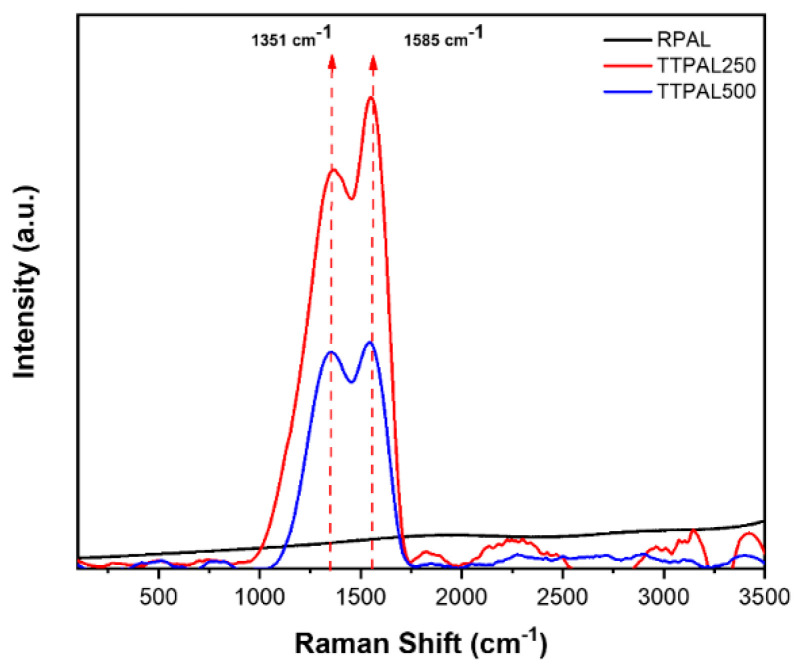 1351 cm⁻¹ 1585 cm⁻¹
RPAL
TTPAL250
TTPAL500
Intensity (a.u.)
500 1000 1500 2000 2500 3000 3500
Raman Shift (cm⁻¹)